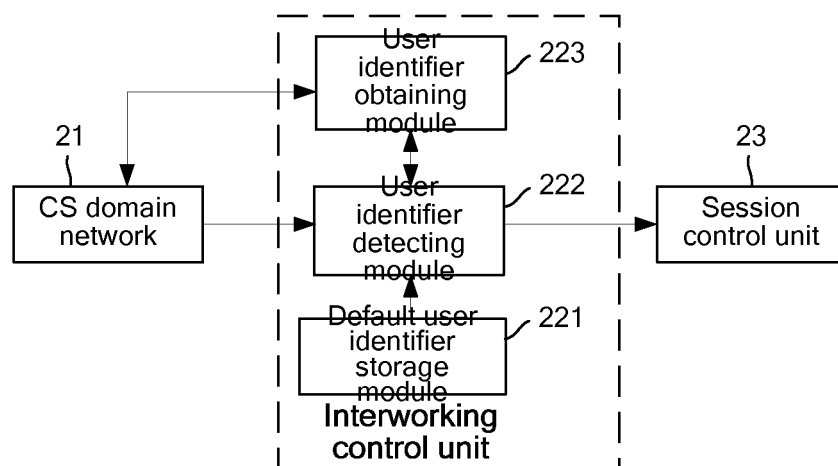 User
identifier
obtaining
module
223
21
CS domain
network
User
identifier
detecting
module
222
23
Session
control unit
Default user
identifier
storage
module
221
Interworking
control unit